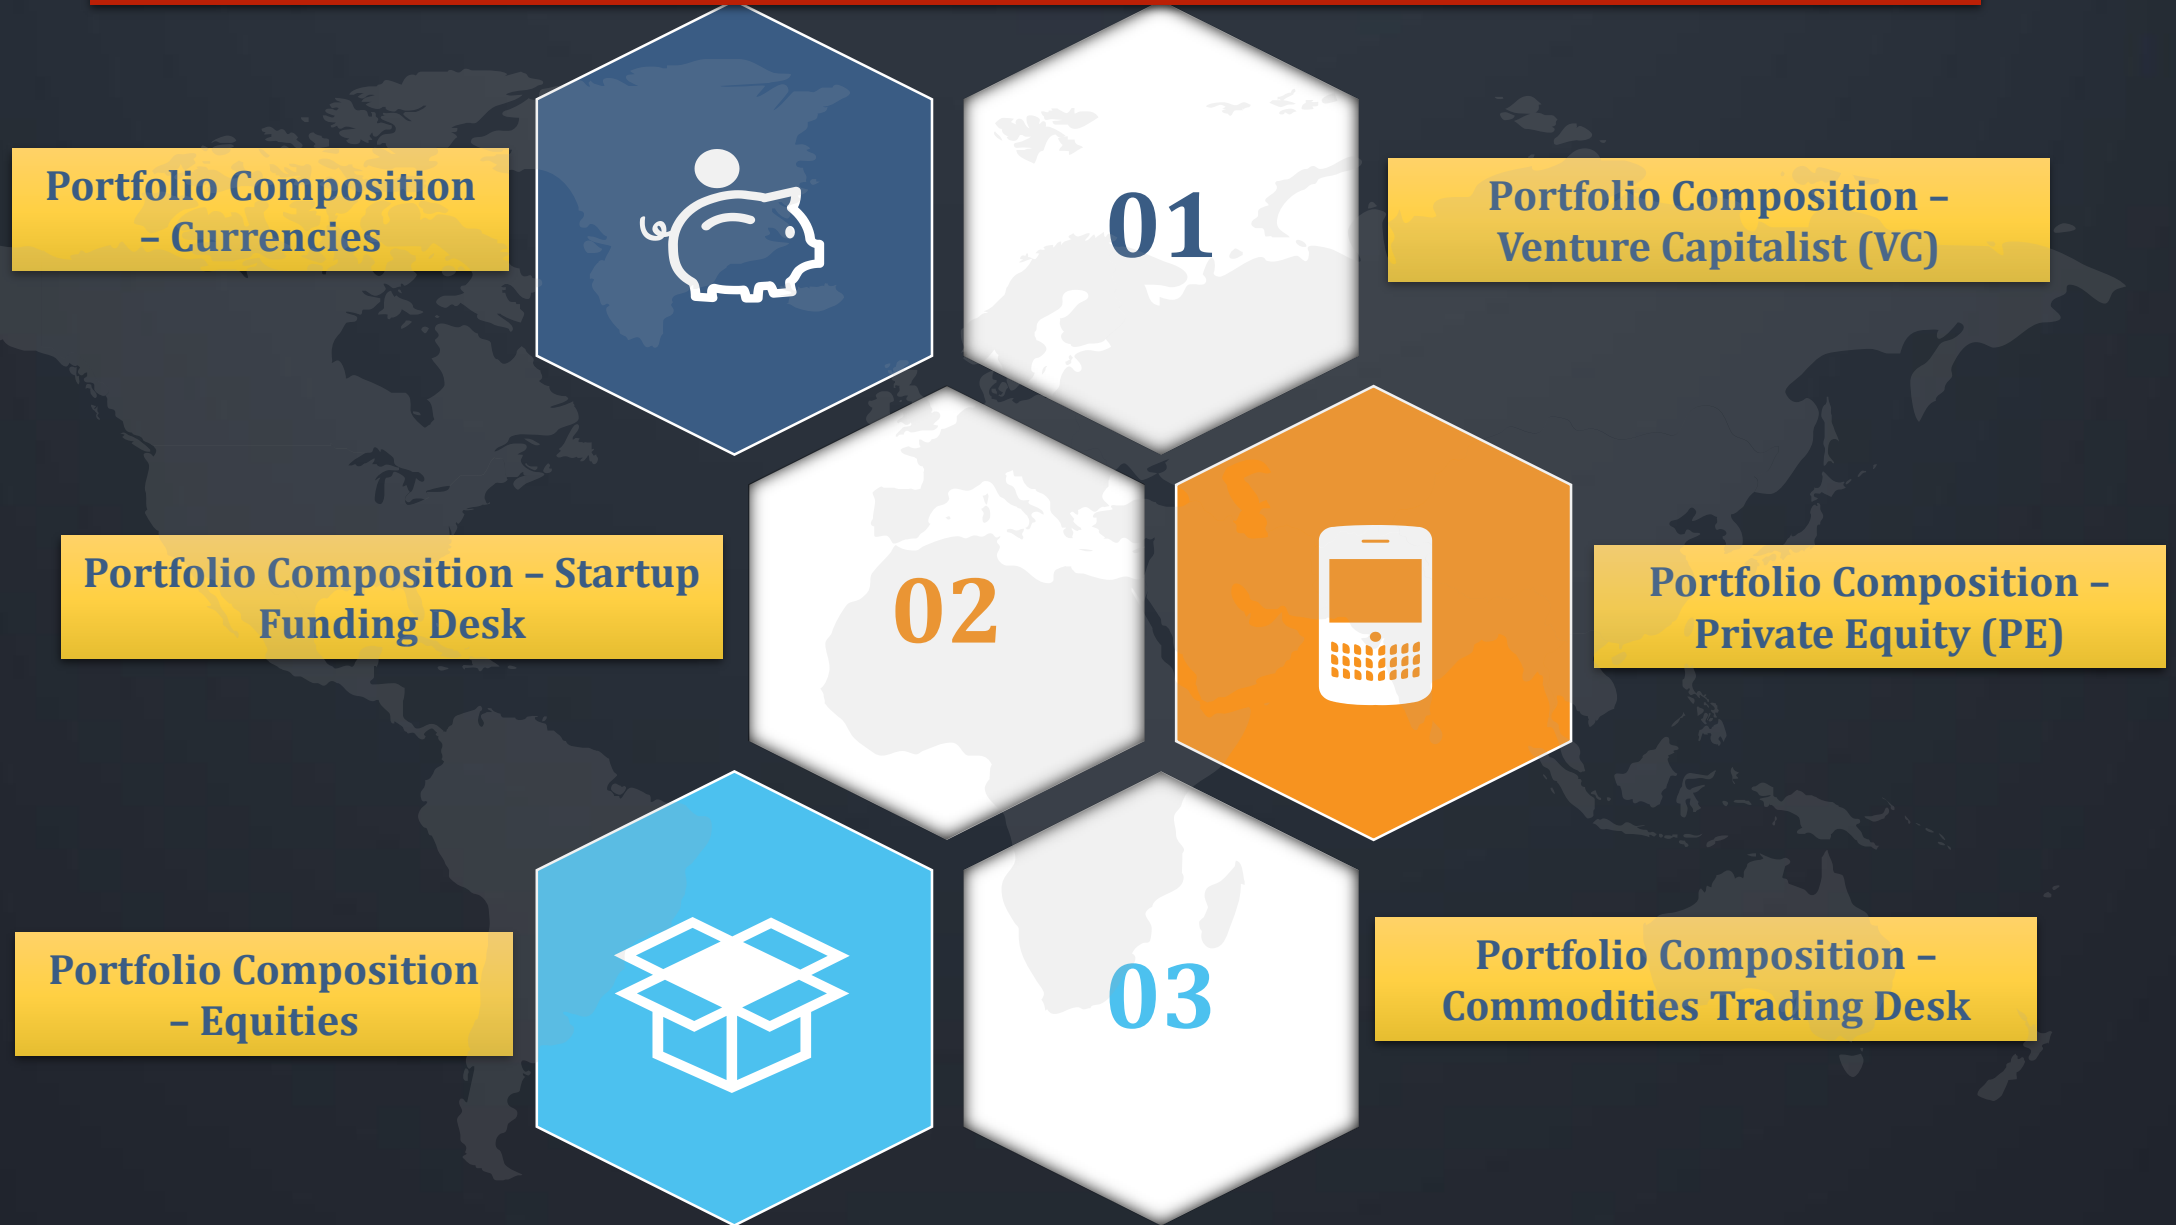 Portfolio Composition
– Currencies
01
Portfolio Composition –
Venture Capitalist (VC)
Portfolio Composition – Startup
Funding Desk
02
Portfolio Composition –
Private Equity (PE)
Portfolio Composition
– Equities
03
Portfolio Composition –
Commodities Trading Desk